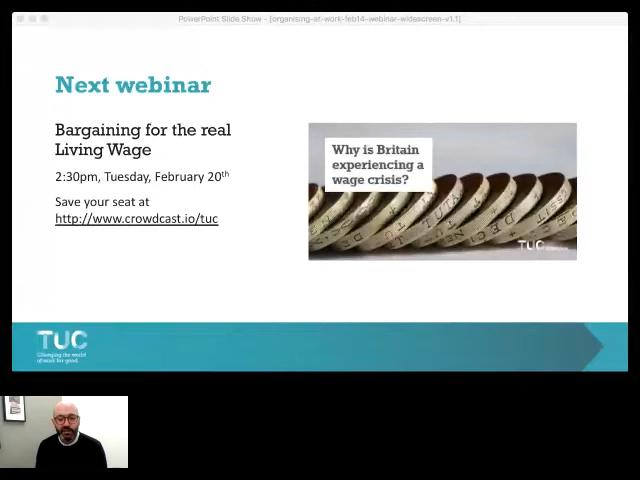 PowerPoint Slide Show - [organising-at-work-feb14-webinar-widescreen-v1.1]
Next webinar
Bargaining for the real
Living Wage
2:30pm, Tuesday, February 20th
Save your seat at
http://www.crowdcast.io/tuc
Why is Britain
experiencing a
wage crisis?
TUC
TUC
Changing the world
of work for good